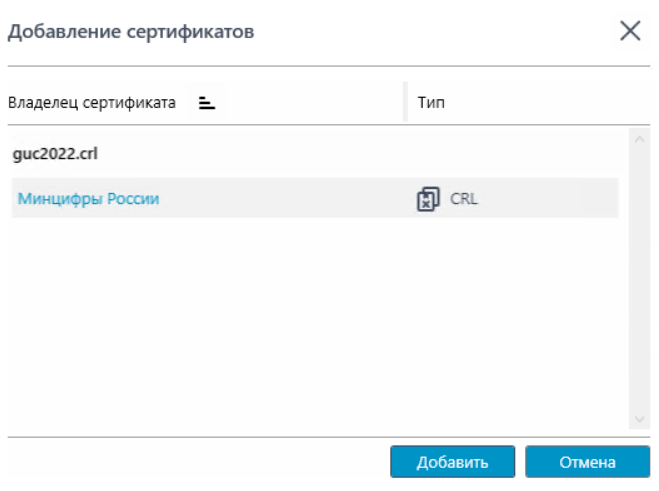 Добавление сертификатов
Владелец сертификата Тип
guc2022.crl
Минцифры России CRL
Добавить Отмена